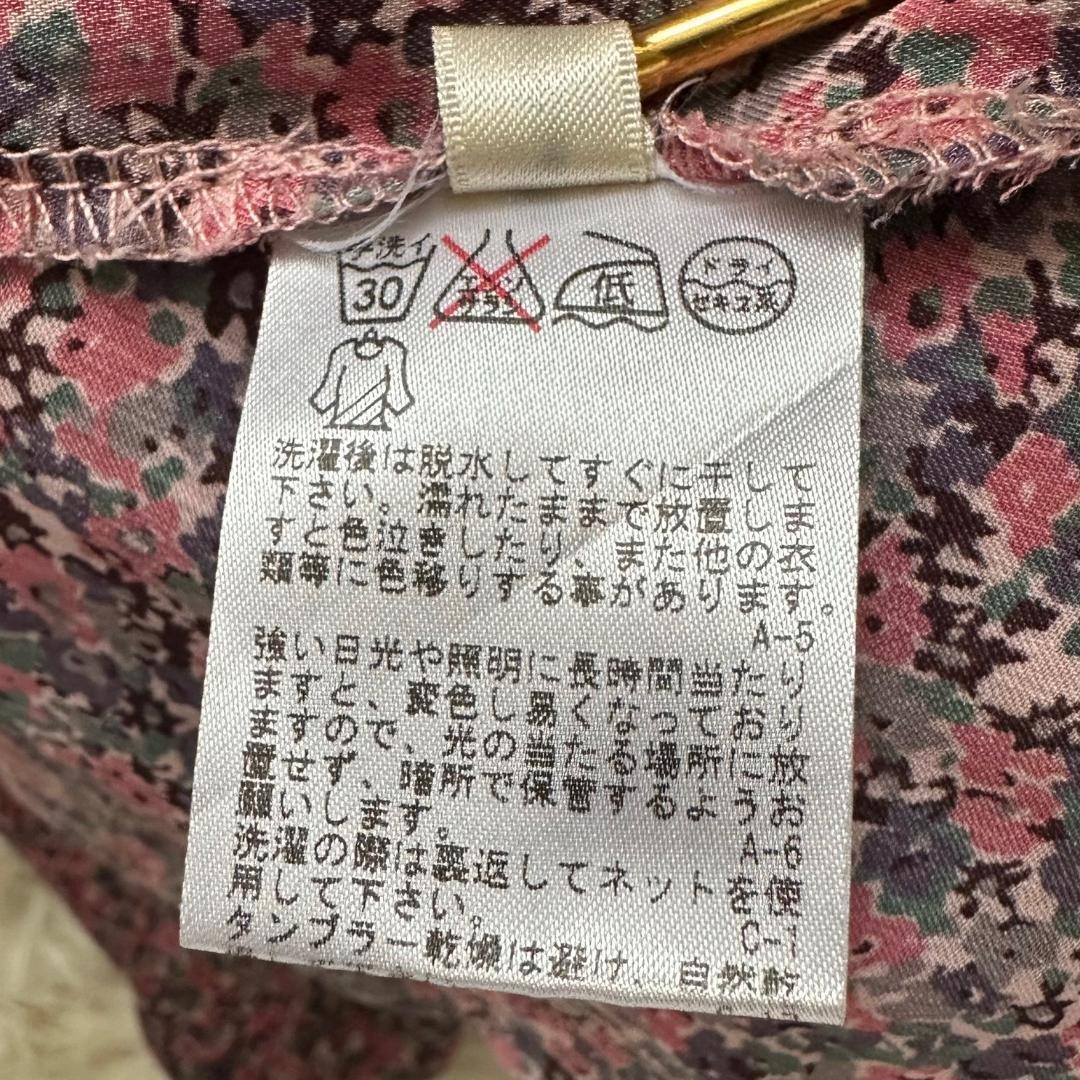 手洗イ
30
エンソ
サラシ
低
ドライ
セキユ系
洗濯後は脱水してすぐに干して
下さい。濡れたままで放置しま
すと色泣きしたり、また他の衣
類等に色移りする事があります。
A-5
強い日光や照明に長時間当たり
ますと、変色し易くなっており
ますので、光の当たる場所に放
置せず、暗所で保管するようお
願いします。
A-6
洗濯の際は裏返してネットを使
用して下さい。
C-1
タンブラー乾燥は避け、自然乾